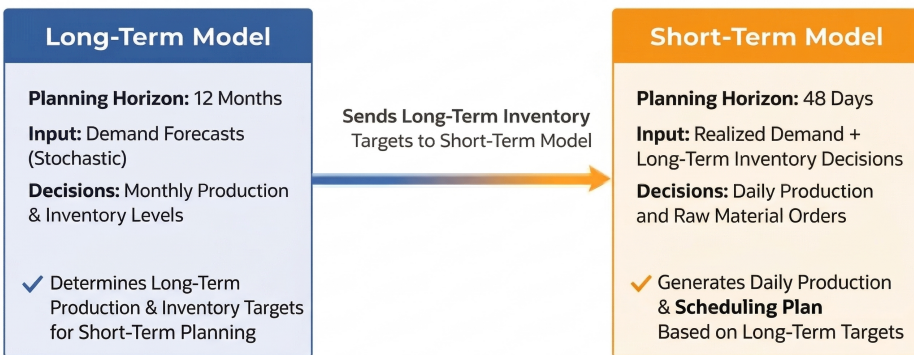 Long-Term Model
Planning Horizon: 12 Months
Input: Demand Forecasts
(Stochastic)
Decisions: Monthly Production
& Inventory Levels
Determines Long-Term
Production & Inventory Targets
for Short-Term Planning
Sends Long-Term Inventory
Targets to Short-Term Model
Short-Term Model
Planning Horizon: 48 Days
Input: Realized Demand +
Long-Term Inventory Decisions
Decisions: Daily Production
and Raw Material Orders
Generates Daily Production
& Scheduling Plan
Based on Long-Term Targets